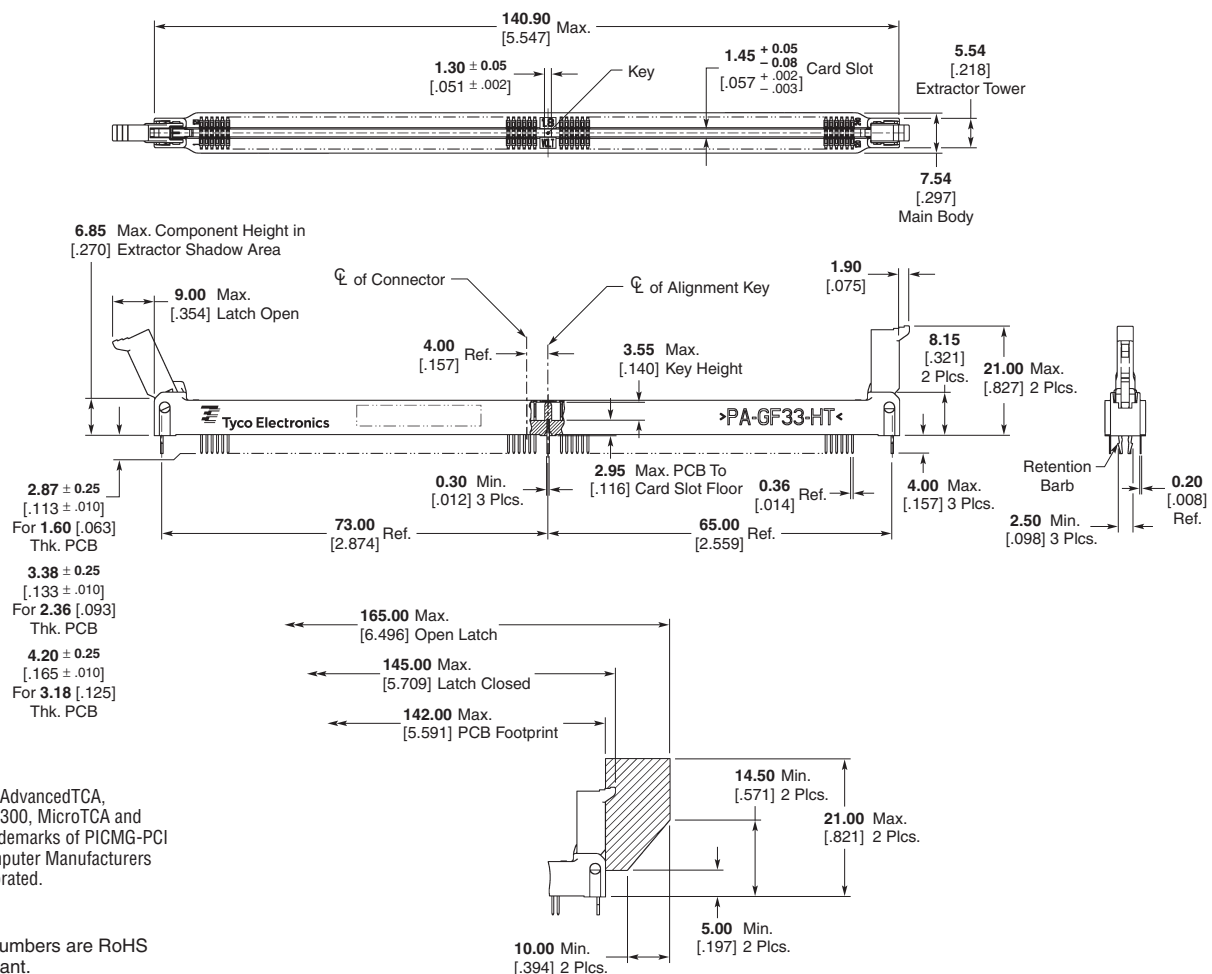 140.90 Max.
[5.547]
1.30 ± 0.05
[.051 ± .002]
Key
1.45 + 0.05 − 0.08
[.057 + .002 − .003]
Card Slot
5.54
[.218]
Extractor Tower
7.54
[.297]
Main Body
6.85 Max. Component Height in
[.270] Extractor Shadow Area
9.00 Max.
[.354] Latch Open
℄ of Connector
℄ of Alignment Key
4.00
[.157] Ref.
3.55 Max.
[.140] Key Height
1.90
[.075]
8.15
[.321]
2 Plcs.
21.00 Max.
[.827] 2 Plcs.
Tyco Electronics
>PA-GF33-HT<
2.87 ± 0.25
[.113 ± .010]
For 1.60 [.063]
Thk. PCB
3.38 ± 0.25
[.133 ± .010]
For 2.36 [.093]
Thk. PCB
4.20 ± 0.25
[.165 ± .010]
For 3.18 [.125]
Thk. PCB
0.30 Min.
[.012] 3 Plcs.
2.95 Max. PCB To
[.116] Card Slot Floor
0.36
[.014] Ref.
4.00 Max.
[.157] 3 Plcs.
73.00
[2.874] Ref.
65.00
[2.559] Ref.
Retention
Barb
2.50 Min.
[.098] 3 Plcs.
0.20
[.008]
Ref.
165.00 Max.
[6.496] Open Latch
145.00 Max.
[5.709] Latch Closed
142.00 Max.
[5.591] PCB Footprint
14.50 Min.
[.571] 2 Plcs.
21.00 Max.
[.821] 2 Plcs.
5.00 Min.
[.197] 2 Plcs.
10.00 Min.
[.394] 2 Plcs.
AdvancedTCA,
300, MicroTCA and
demarks of PICMG-PCI
nputer Manufacturers
orated.
umbers are RoHS
ant.